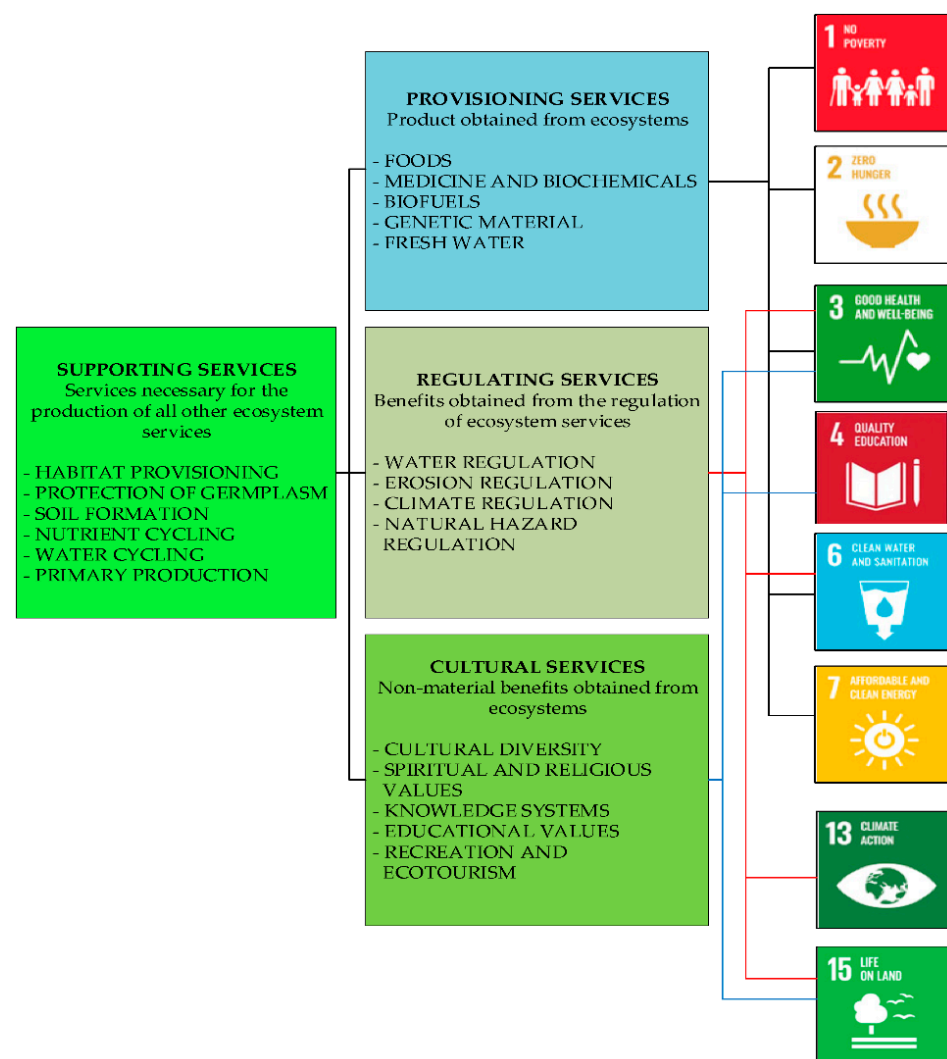 PROVISIONING SERVICES
Product obtained from ecosystems
- FOODS
- MEDICINE AND BIOCHEMICALS
- BIOFUELS
- GENETIC MATERIAL
- FRESH WATER
SUPPORTING SERVICES
Services necessary for the
production of all other ecosystem
services
- HABITAT PROVISIONING
- PROTECTION OF GERMPLASM
- SOIL FORMATION
- NUTRIENT CYCLING
- WATER CYCLING
- PRIMARY PRODUCTION
REGULATING SERVICES
Benefits obtained from the regulation
of ecosystem services
- WATER REGULATION
- EROSION REGULATION
- CLIMATE REGULATION
- NATURAL HAZARD
REGULATION
CULTURAL SERVICES
Non-material benefits obtained from
ecosystems
- CULTURAL DIVERSITY
- SPIRITUAL AND RELIGIOUS
VALUES
- KNOWLEDGE SYSTEMS
- EDUCATIONAL VALUES
- RECREATION AND
ECOTOURISM
1 NO
POVERTY
2 ZERO
HUNGER
3 GOOD HEALTH
AND WELL-BEING
4 QUALITY
EDUCATION
6 CLEAN WATER
AND SANITATION
7 AFFORDABLE AND
CLEAN ENERGY
13 CLIMATE
ACTION
15 LIFE
ON LAND